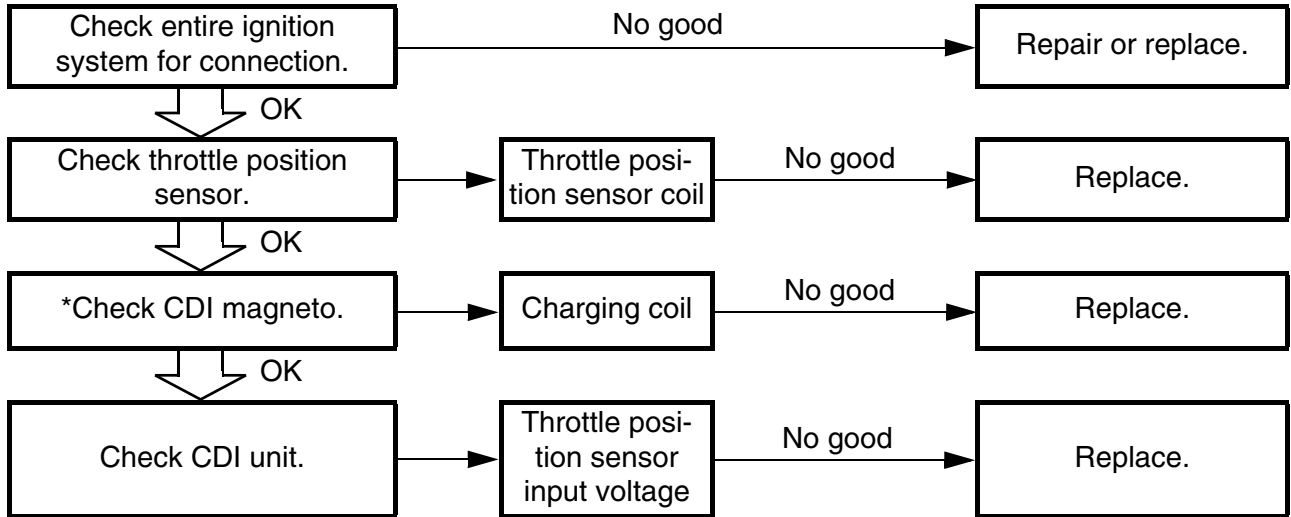 Check entire ignition
system for connection.
No good
Repair or replace.
OK
Check throttle position
sensor.
Throttle posi-
tion sensor coil
No good
Replace.
OK
*Check CDI magneto.
Charging coil
No good
Replace.
OK
Check CDI unit.
Throttle posi-
tion sensor
input voltage
No good
Replace.